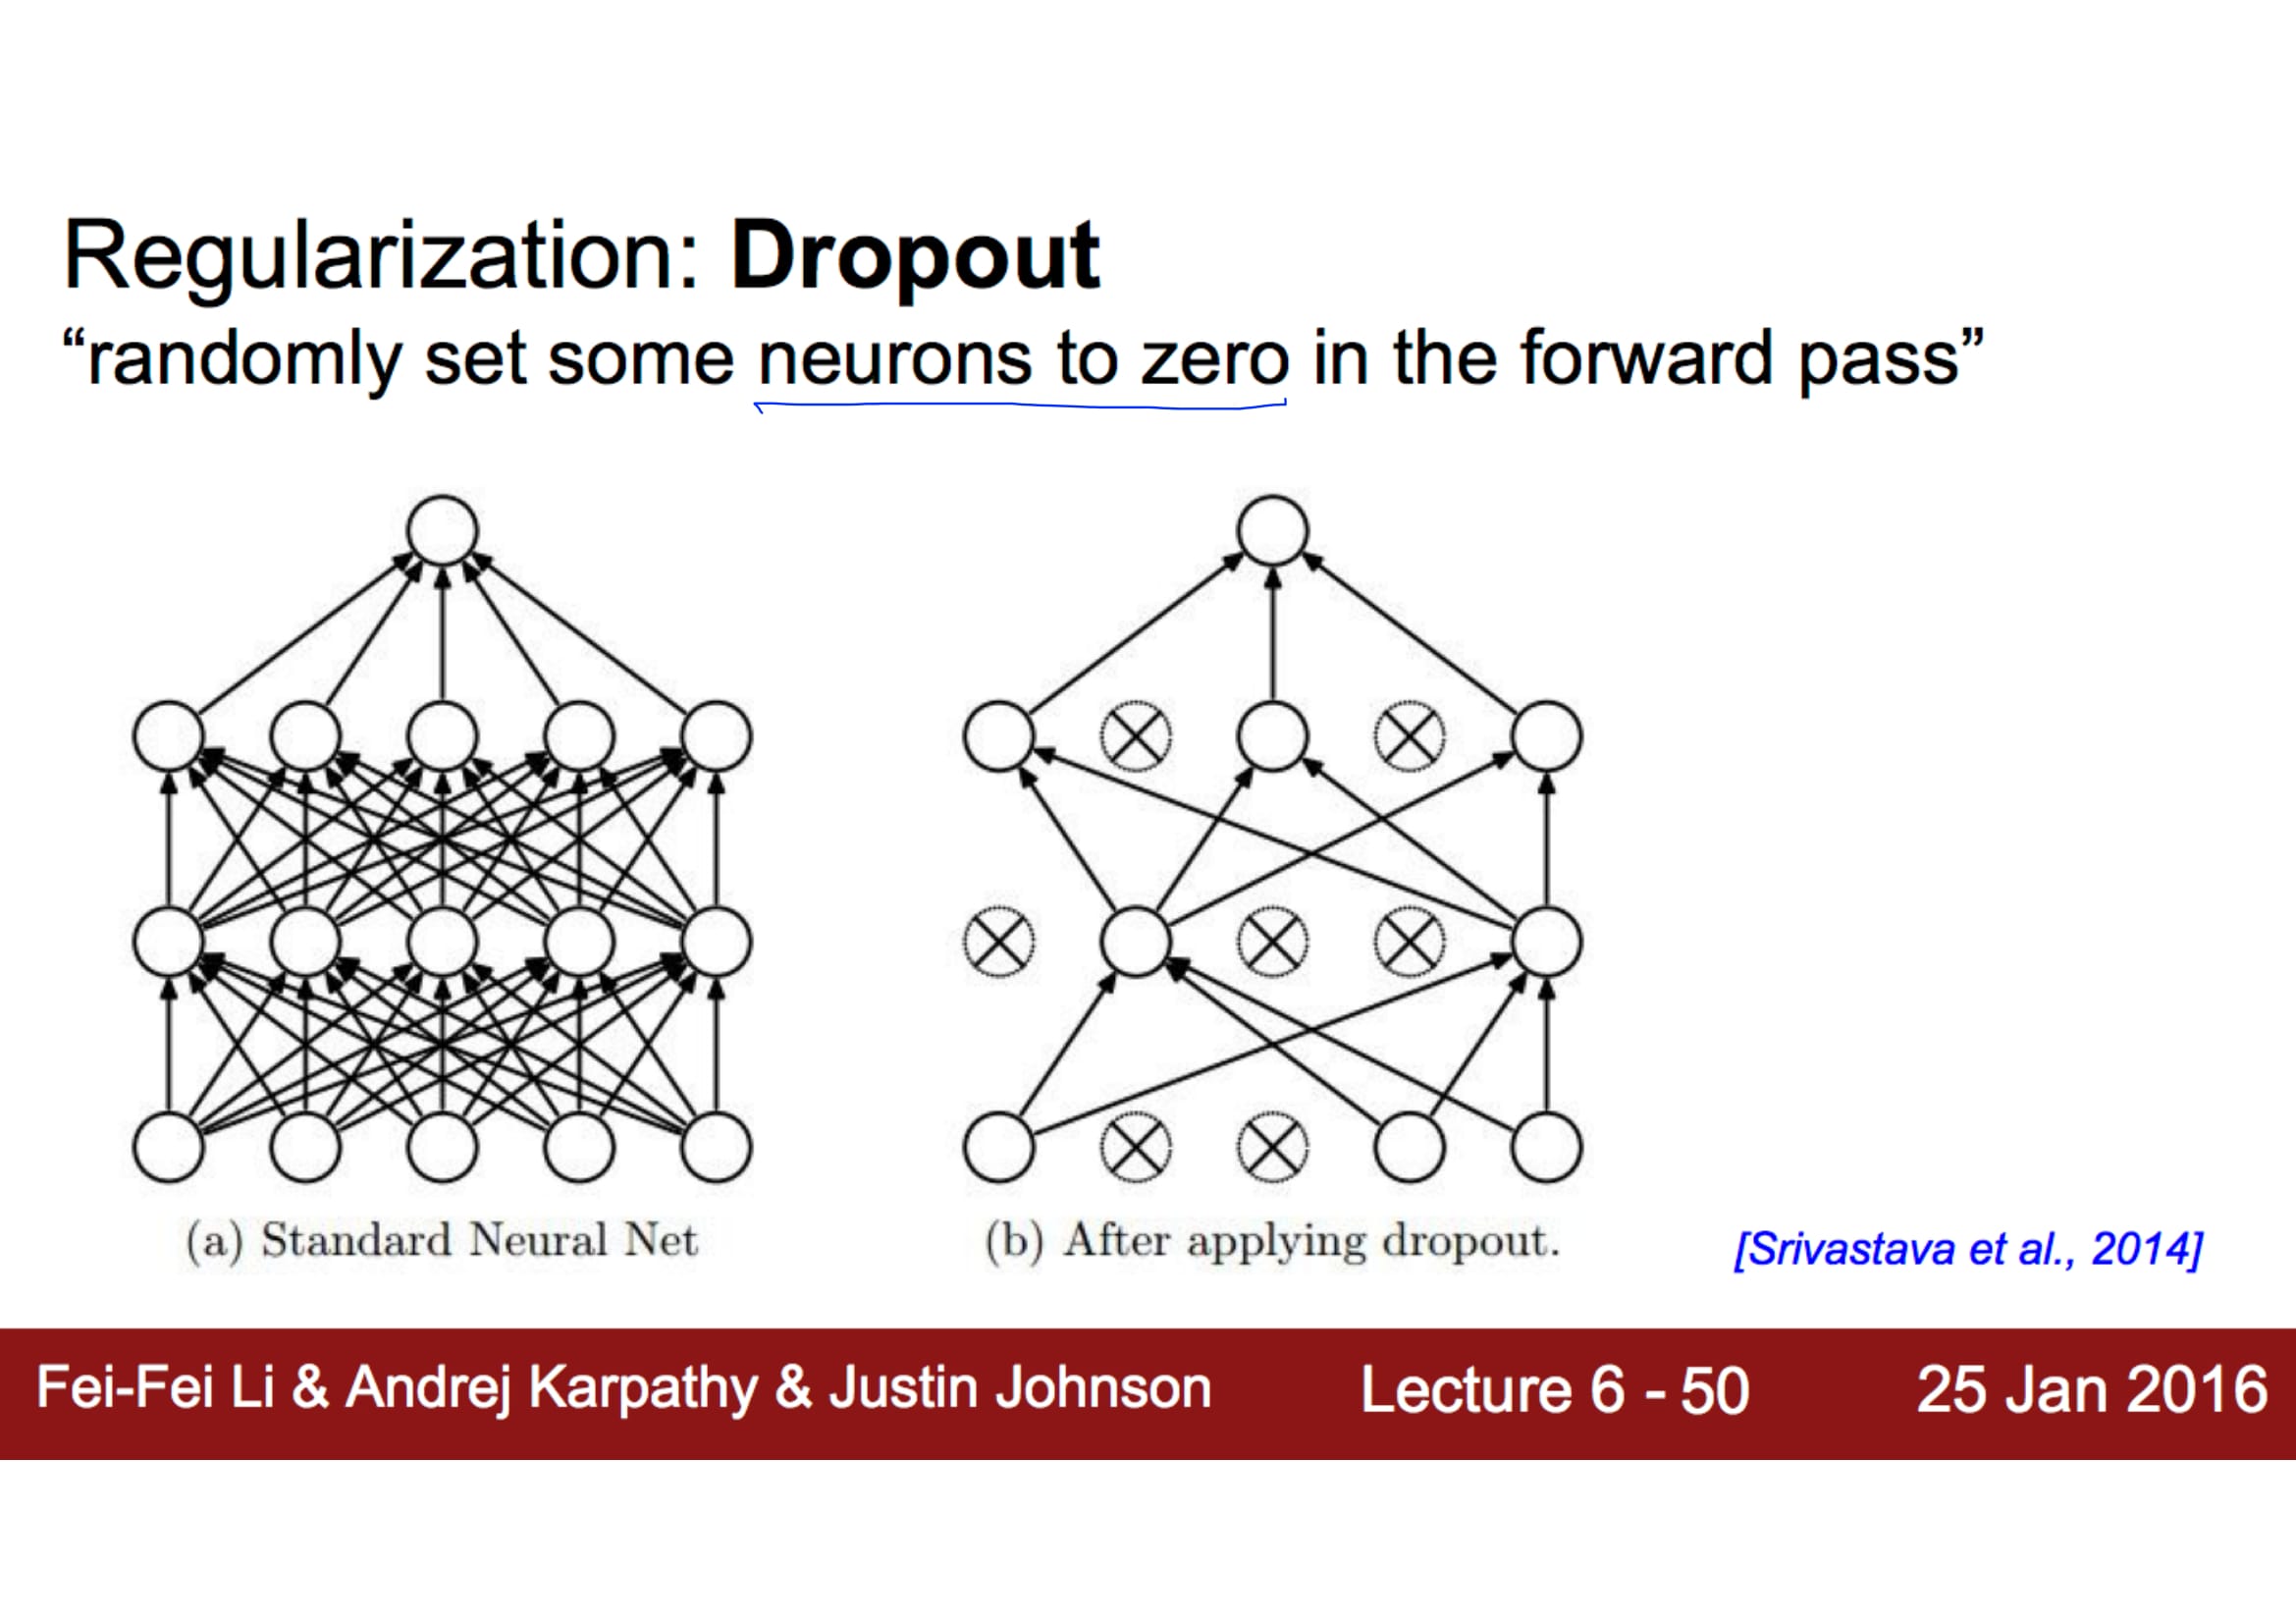 Regularization: Dropout
“randomly set some neurons to zero in the forward pass”
(a) Standard Neural Net
(b) After applying dropout.
[Srivastava et al., 2014]
Fei-Fei Li & Andrej Karpathy & Justin Johnson
Lecture 6 - 50
25 Jan 2016